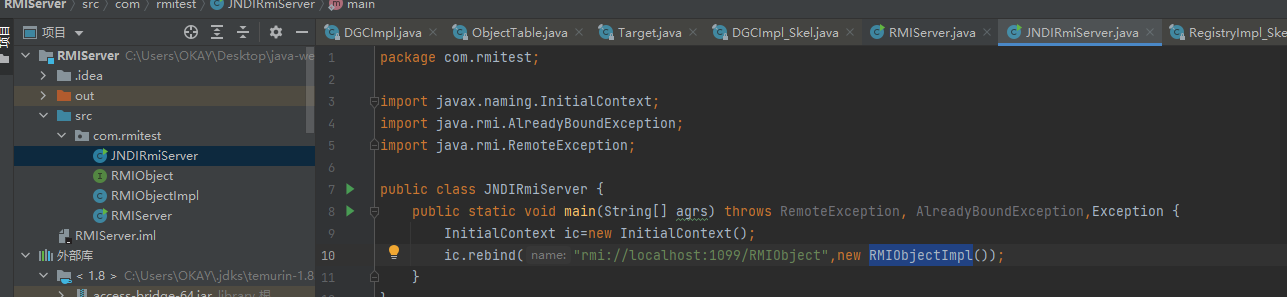 RMIServer › src › com › rmitest › JNDIRmiServer › main
项目
项目
DGCImpl.java ObjectTable.java Target.java DGCImpl_Skel.java RMIServer.java JNDIRmiServer.java RegistryImpl_Ske
RMIServer C:\Users\OKAY\Desktop\java-we
.idea
out
src
com.rmitest
JNDIRmiServer
RMIObject
RMIObjectImpl
RMIServer
RMIServer.iml
外部库
< 1.8 > C:\Users\OKAY\.jdks\temurin-1.8
access-bridge-64.jar library 根
1 package com.rmitest;
2
3 import javax.naming.InitialContext;
4 import java.rmi.AlreadyBoundException;
5 import java.rmi.RemoteException;
6
7 public class JNDIRmiServer {
8 public static void main(String[] agrs) throws RemoteException, AlreadyBoundException,Exception {
9 InitialContext ic=new InitialContext();
10 ic.rebind( name: "rmi://localhost:1099/RMIObject",new RMIObjectImpl());
11 }
12 }